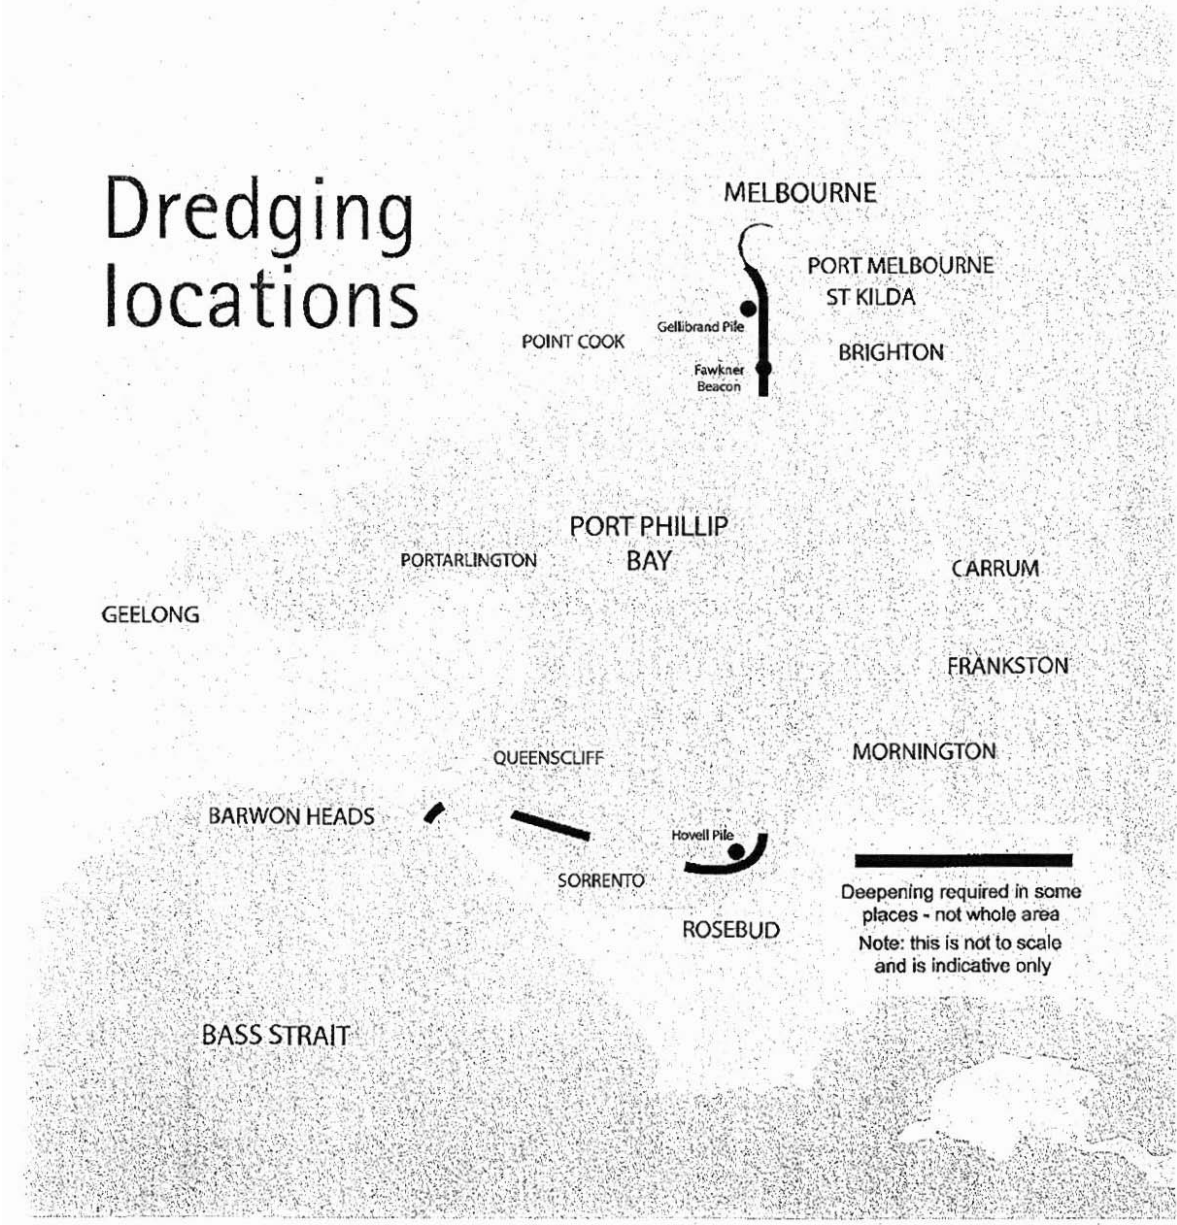 Dredging
locations
MELBOURNE
PORT MELBOURNE
ST KILDA
Gellibrand Pile
POINT COOK
BRIGHTON
Fawkner
Beacon
PORT PHILLIP
BAY
PORTARLINGTON
CARRUM
GEELONG
FRANKSTON
MORNINGTON
QUEENSCLIFF
BARWON HEADS
Hovell Pile
SORRENTO
ROSEBUD
Deepening required in some
places - not whole area
Note: this is not to scale
and is indicative only
BASS STRAIT